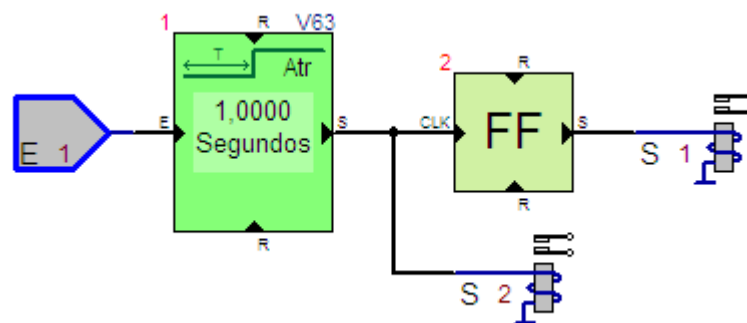 1
R
V63
T
Atr
1,0000
Segundos
E
S
R
E 1
2
R
CLK
FF
S
R
S 1
S 2